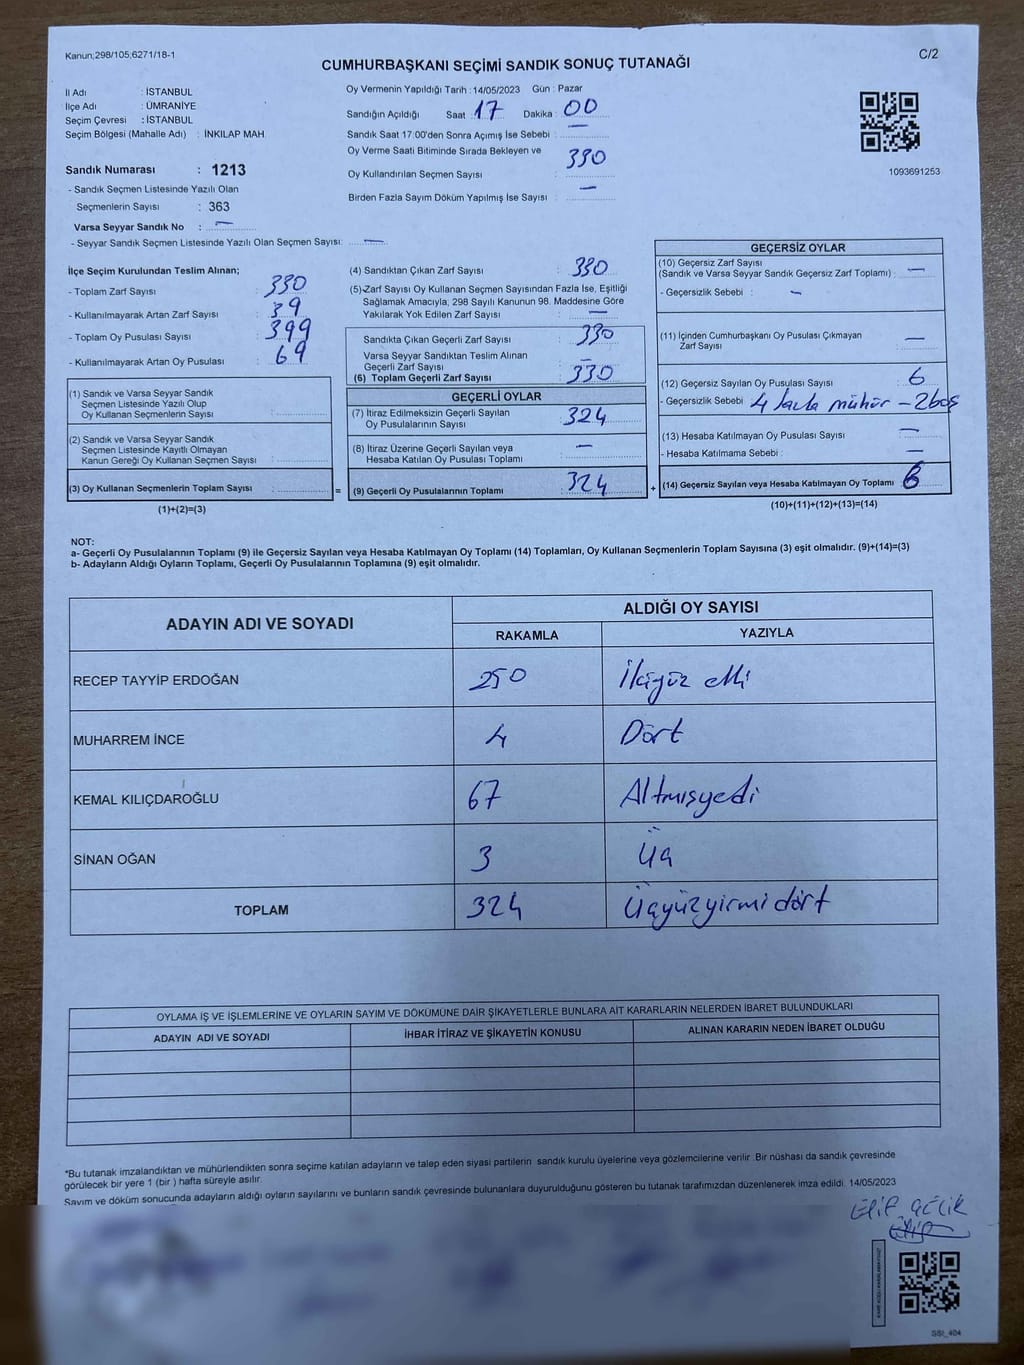 Kanun;298/105;6271/18-1
C/2
CUMHURBAŞKANI SEÇİMİ SANDIK SONUÇ TUTANAĞI
İl Adı : İSTANBUL
İlçe Adı : ÜMRANİYE
Seçim Çevresi : İSTANBUL
Seçim Bölgesi (Mahalle Adı) : İNKILAP MAH.
Sandık Numarası : 1213
- Sandık Seçmen Listesinde Yazılı Olan
Seçmenlerin Sayısı : 363
Varsa Seyyar Sandık No : —
- Seyyar Sandık Seçmen Listesinde Yazılı Olan Seçmen Sayısı: —
Oy Vermenin Yapıldığı Tarih : 14/05/2023 Gün : Pazar
Sandığın Açıldığı Saat : 17 Dakika : 00
Sandık Saat 17:00'den Sonra Açımış İse Sebebi : —
Oy Verme Saati Bitiminde Sırada Bekleyen ve
Oy Kullandırılan Seçmen Sayısı : 330
Birden Fazla Sayım Döküm Yapılmış İse Sayısı : —
1093691253
İlçe Seçim Kurulundan Teslim Alınan;
- Toplam Zarf Sayısı : 330
- Kullanılmayarak Artan Zarf Sayısı : 39
- Toplam Oy Pusulası Sayısı : 399
- Kullanılmayarak Artan Oy Pusulası : 69
(1) Sandık ve Varsa Seyyar Sandık
Seçmen Listesinde Yazılı Olup
Oy Kullanan Seçmenlerin Sayısı :
(2) Sandık ve Varsa Seyyar Sandık
Seçmen Listesinde Kayıtlı Olmayan
Kanun Gereği Oy Kullanan Seçmen Sayısı :
(3) Oy Kullanan Seçmenlerin Toplam Sayısı :
(1)+(2)=(3)
(4) Sandıktan Çıkan Zarf Sayısı : 330
(5)-Zarf Sayısı Oy Kullanan Seçmen Sayısından Fazla İse, Eşitliği
Sağlamak Amacıyla, 298 Sayılı Kanunun 98. Maddesine Göre
Yakılarak Yok Edilen Zarf Sayısı : —
Sandıkta Çıkan Geçerli Zarf Sayısı : 330
Varsa Seyyar Sandıktan Teslim Alınan
Geçerli Zarf Sayısı : —
(6) Toplam Geçerli Zarf Sayısı : 330
GEÇERLİ OYLAR
(7) İtiraz Edilmeksizin Geçerli Sayılan
Oy Pusulalarının Sayısı : 324
(8) İtiraz Üzerine Geçerli Sayılan veya
Hesaba Katılan Oy Pusulası Toplamı : —
= (9) Geçerli Oy Pusulalarının Toplamı : 324
GEÇERSİZ OYLAR
(10) Geçersiz Zarf Sayısı
(Sandık ve Varsa Seyyar Sandık Geçersiz Zarf Toplamı) : —
- Geçersizlik Sebebi : —
(11) İçinden Cumhurbaşkanı Oy Pusulası Çıkmayan
Zarf Sayısı : —
(12) Geçersiz Sayılan Oy Pusulası Sayısı : 6
- Geçersizlik Sebebi : 4 fazla mühür - 2 boş
(13) Hesaba Katılmayan Oy Pusulası Sayısı : —
- Hesaba Katılmama Sebebi : —
+ (14) Geçersiz Sayılan veya Hesaba Katılmayan Oy Toplamı : 6
(10)+(11)+(12)+(13)=(14)
NOT:
a- Geçerli Oy Pusulalarının Toplamı (9) ile Geçersiz Sayılan veya Hesaba Katılmayan Oy Toplamı (14) Toplamları, Oy Kullanan Seçmenlerin Toplam Sayısına (3) eşit olmalıdır. (9)+(14)=(3)
b- Adayların Aldığı Oyların Toplamı, Geçerli Oy Pusulalarının Toplamına (9) eşit olmalıdır.
ADAYIN ADI VE SOYADI ALDIĞI OY SAYISI
RAKAMLA YAZIYLA
RECEP TAYYİP ERDOĞAN 250 İkiyüz elli
MUHARREM İNCE 4 Dört
KEMAL KILIÇDAROĞLU 67 Altmışyedi
SİNAN OĞAN 3 Üç
TOPLAM 324 Üçyüzyirmi dört
OYLAMA İŞ VE İŞLEMLERİNE VE OYLARIN SAYIM VE DÖKÜMÜNE DAİR ŞİKAYETLERLE BUNLARA AİT KARARLARIN NELERDEN İBARET BULUNDUKLARI
ADAYIN ADI VE SOYADI İHBAR İTİRAZ VE ŞİKAYETİN KONUSU ALINAN KARARIN NEDEN İBARET OLDUĞU
*Bu tutanak imzalandıktan ve mühürlendikten sonra seçime katılan adayların ve talep eden siyasi partilerin sandık kurulu üyelerine veya gözlemcilerine verilir. Bir nüshası da sandık çevresinde
görülecek bir yere 1 (bir) hafta süreyle asılır.
Sayım ve döküm sonucunda adayların aldığı oyların sayılarını ve bunların sandık çevresinde bulunanlara duyurulduğunu gösteren bu tutanak tarafımızdan düzenlenerek imza edildi. 14/05/2023
Elif
SSI_404